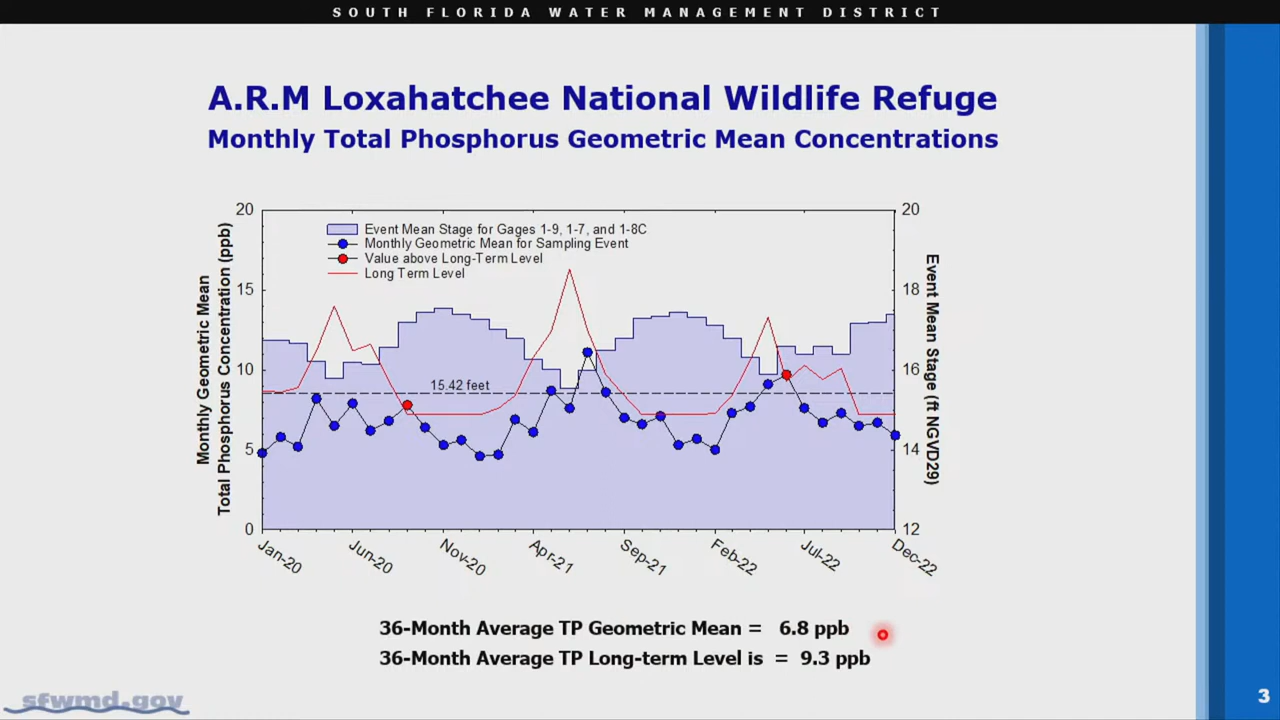 SOUTH FLORIDA WATER MANAGEMENT DISTRICT
A.R.M Loxahatchee National Wildlife Refuge
Monthly Total Phosphorus Geometric Mean Concentrations
Monthly Geometric Mean
Total Phosphorus Concentration (ppb)
20
15
10
5
0
Event Mean Stage for Gages 1-9, 1-7, and 1-8C
Monthly Geometric Mean for Sampling Event
Value above Long-Term Level
Long Term Level
15.42 feet
20
18
16
14
12
Event Mean Stage (ft NGVD29)
Jan-20
Jun-20
Nov-20
Apr-21
Sep-21
Feb-22
Jul-22
Dec-22
36-Month Average TP Geometric Mean = 6.8 ppb
36-Month Average TP Long-term Level is = 9.3 ppb
sfwmd.gov
3